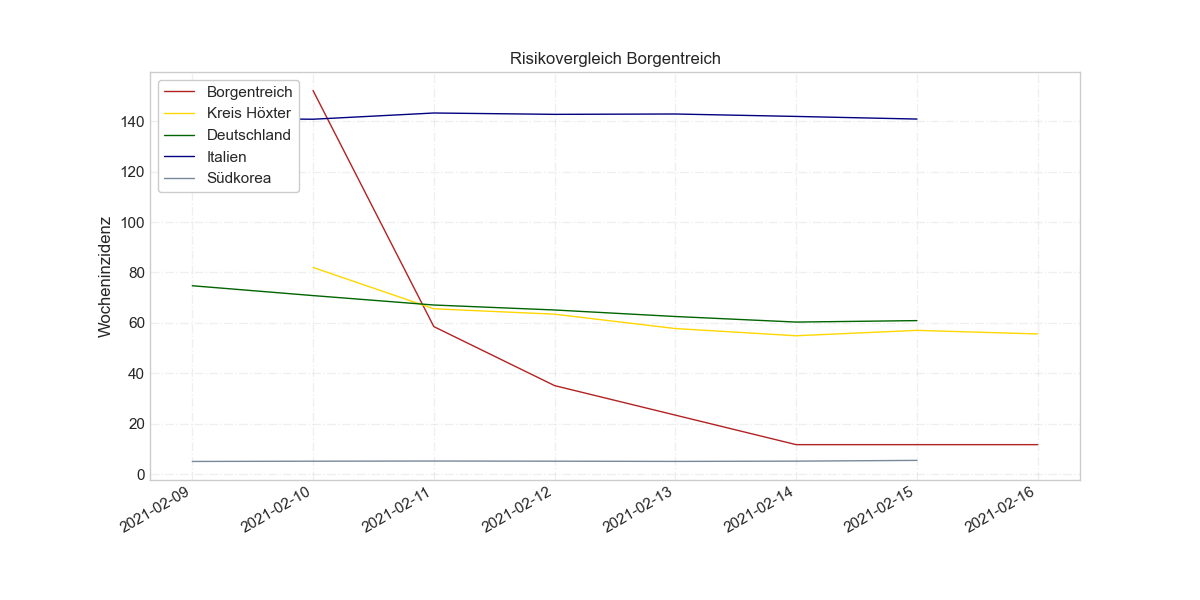 Risikovergleich Borgentreich
Borgentreich
Kreis Höxter
Deutschland
Italien
Südkorea
Wocheninzidenz
140
120
100
80
60
40
20
0
2021-02-09
2021-02-10
2021-02-11
2021-02-12
2021-02-13
2021-02-14
2021-02-15
2021-02-16